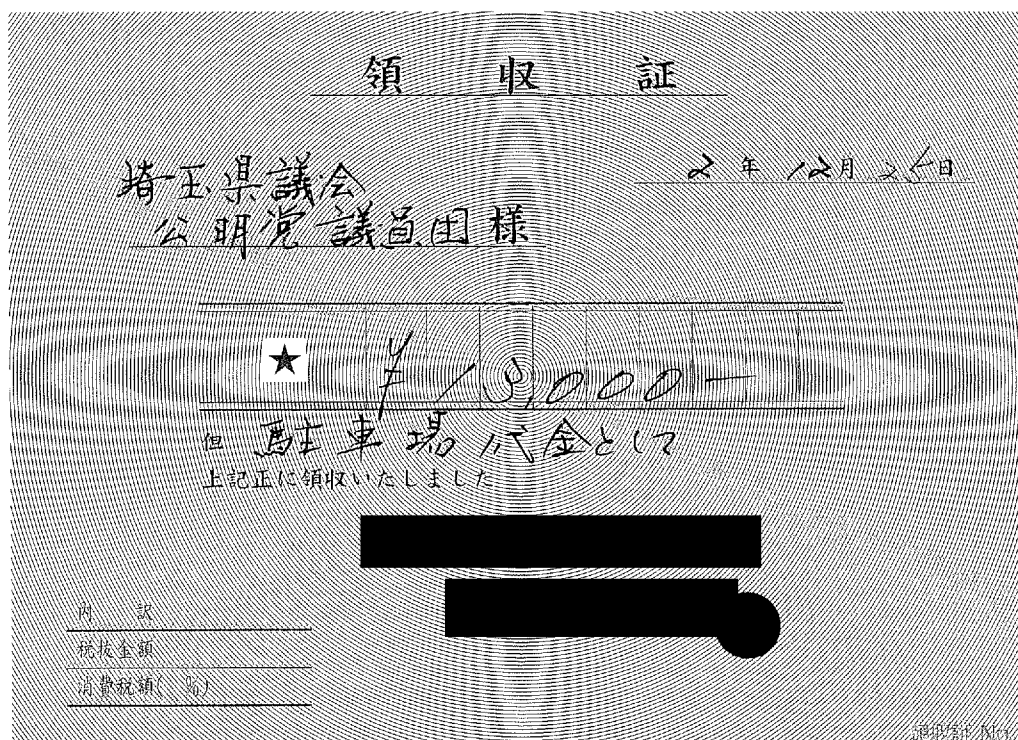 領収証
2年12月25日
埼玉県議会
公明党議員団様
★ ¥13,000—
但 駐車場代金として
上記正に領収いたしました
内 訳
税抜金額
消費税額( %)